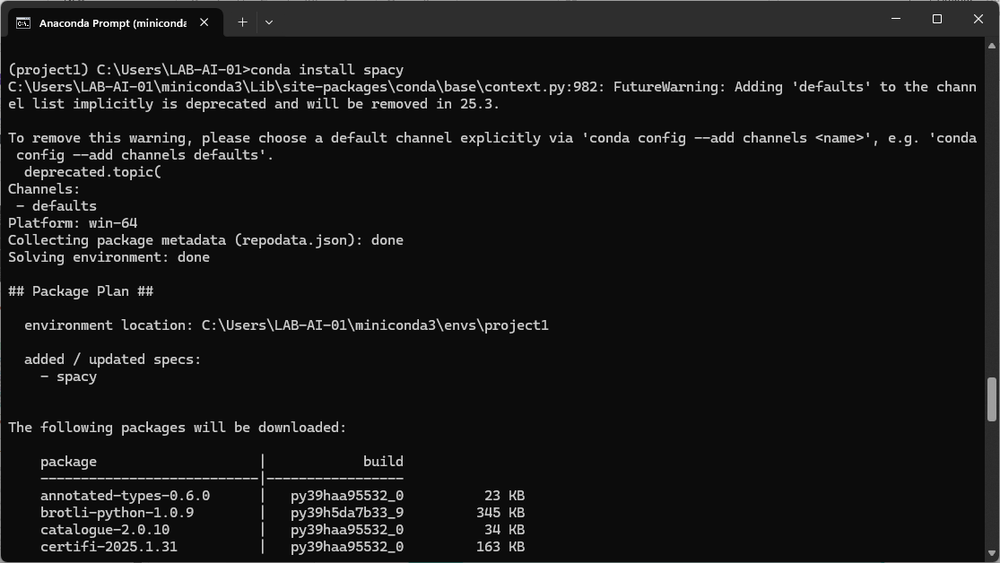 Anaconda Prompt (miniconda
(project1) C:\Users\LAB-AI-01>conda install spacy
C:\Users\LAB-AI-01\miniconda3\Lib\site-packages\conda\base\context.py:982: FutureWarning: Adding 'defaults' to the chann
el list implicitly is deprecated and will be removed in 25.3.
To remove this warning, please choose a default channel explicitly via 'conda config --add channels <name>', e.g. 'conda
 config --add channels defaults'.
  deprecated.topic(
Channels:
 - defaults
Platform: win-64
Collecting package metadata (repodata.json): done
Solving environment: done
## Package Plan ##
  environment location: C:\Users\LAB-AI-01\miniconda3\envs\project1
  added / updated specs:
    - spacy
The following packages will be downloaded:
    package                    |            build
    ---------------------------|-----------------
    annotated-types-0.6.0      |   py39haa95532_0          23 KB
    brotli-python-1.0.9        |   py39h5da7b33_9         345 KB
    catalogue-2.0.10           |   py39haa95532_0          34 KB
    certifi-2025.1.31          |   py39haa95532_0         163 KB